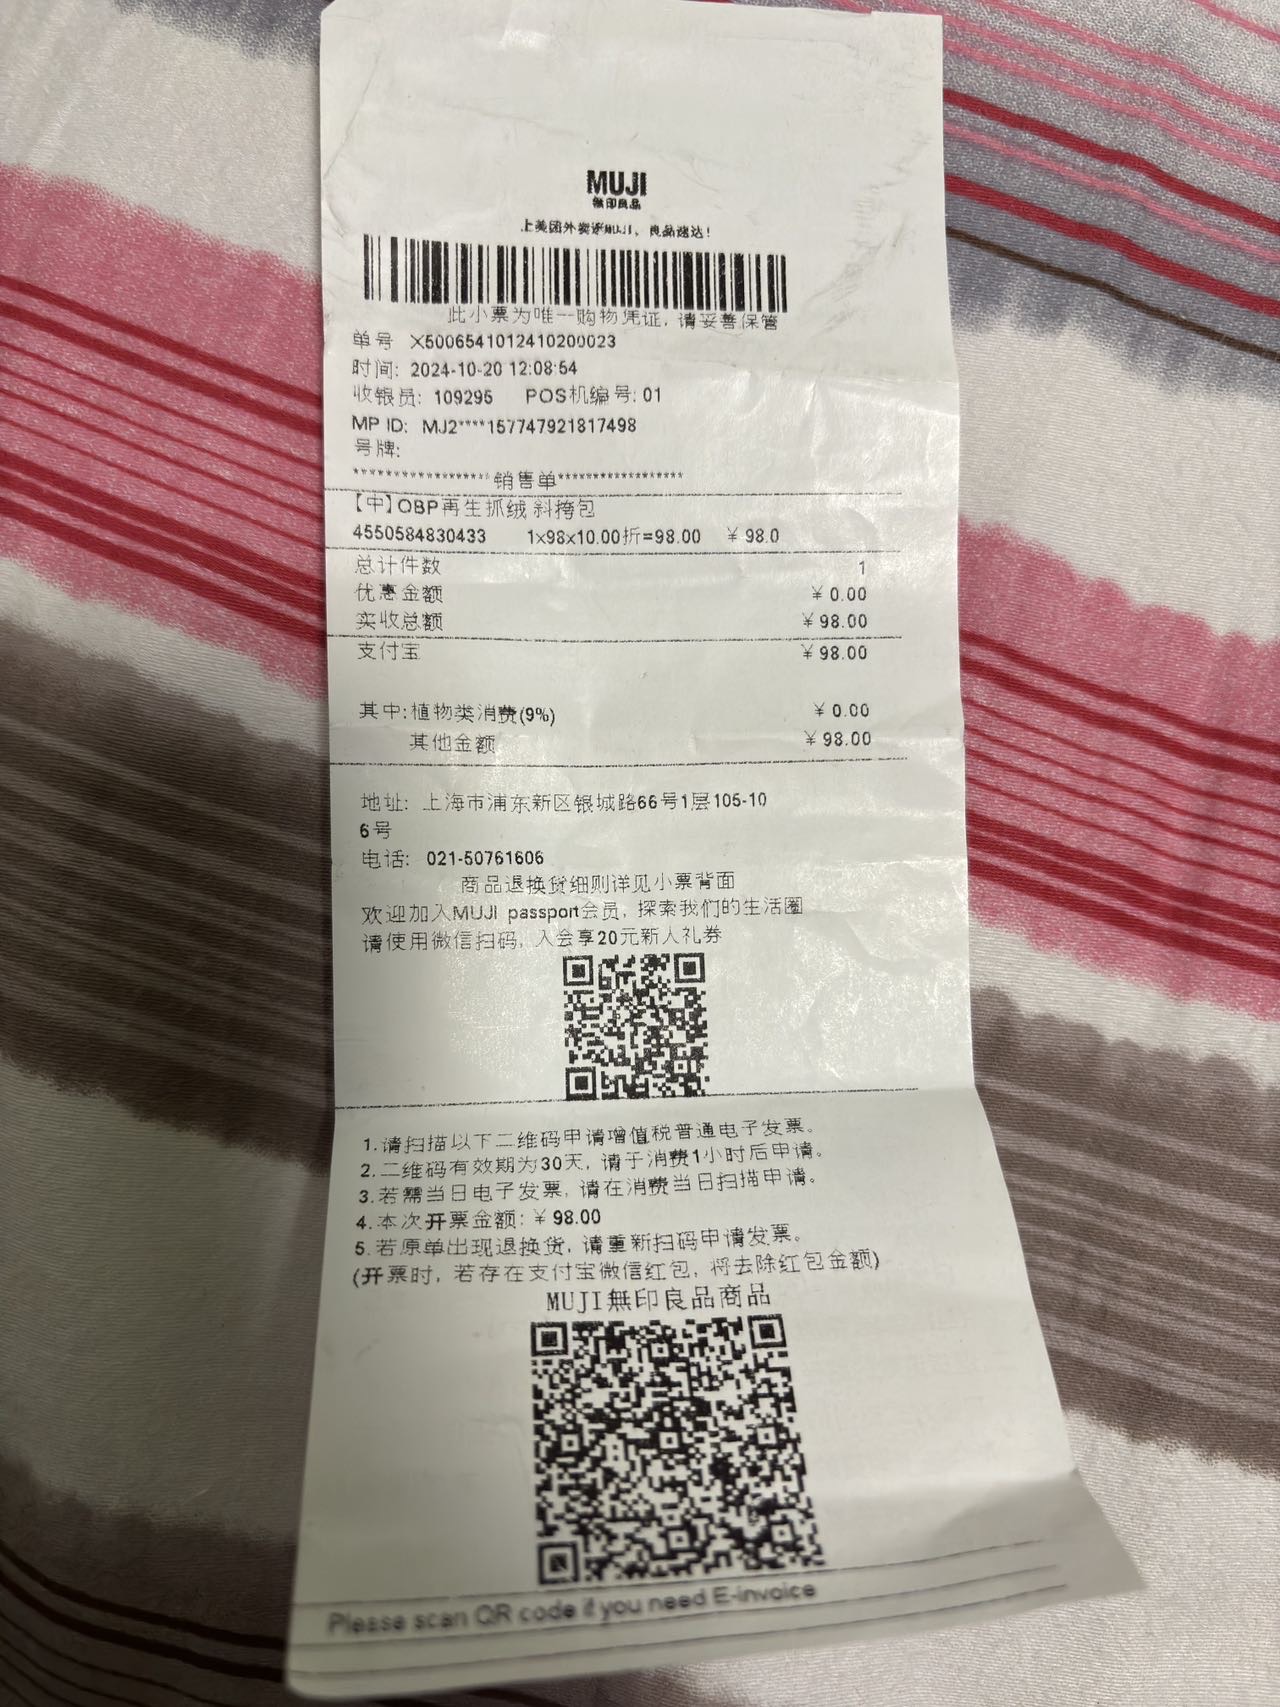 MUJI
無印良品
上美团外卖逐MUJI，良品速达！
此小票为唯一购物凭证，请妥善保管
单号 X5006541012410200023
时间: 2024-10-20 12:08:54
收银员: 109295 POS机编号: 01
MP ID: MJ2****157747921817498
号牌:
*****************销售单*****************
【中】OBP再生抓绒 斜挎包
4550584830433 1x98x10.00折=98.00 ￥98.0
总计件数 1
优惠金额 ￥0.00
实收总额 ￥98.00
支付宝 ￥98.00
其中:植物类消费(9%) ￥0.00
其他金额 ￥98.00
地址: 上海市浦东新区银城路66号1层105-10
6号
电话: 021-50761606
商品退换货细则详见小票背面
欢迎加入MUJI passport会员, 探索我们的生活圈
请使用微信扫码, 入会享20元新人礼券
1.请扫描以下二维码申请增值税普通电子发票。
2.二维码有效期为30天, 请于消费1小时后申请。
3.若需当日电子发票, 请在消费当日扫描申请。
4.本次开票金额: ￥98.00
5.若原单出现退换货, 请重新扫码申请发票。
(开票时, 若存在支付宝微信红包, 将去除红包金额)
MUJI無印良品商品
Please scan QR code if you need E-invoice